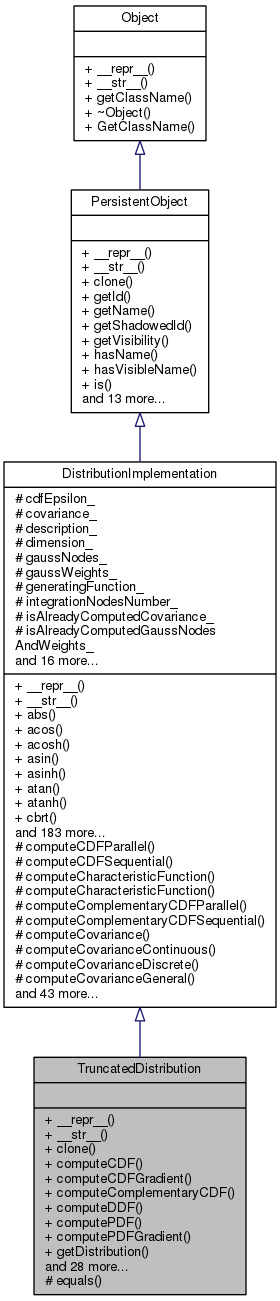 Object
+ __repr__()
+ __str__()
+ getClassName()
+ ~Object()
+ GetClassName()
PersistentObject
+ __repr__()
+ __str__()
+ clone()
+ getId()
+ getName()
+ getShadowedId()
+ getVisibility()
+ hasName()
+ hasVisibleName()
+ is()
and 13 more...
DistributionImplementation
# cdfEpsilon_
# covariance_
# description_
# dimension_
# gaussNodes_
# gaussWeights_
# generatingFunction_
# integrationNodesNumber_
# isAlreadyComputedCovariance_
# isAlreadyComputedGaussNodes
AndWeights_
and 16 more...
+ __repr__()
+ __str__()
+ abs()
+ acos()
+ acosh()
+ asin()
+ asinh()
+ atan()
+ atanh()
+ cbrt()
and 183 more...
# computeCDFParallel()
# computeCDFSequential()
# computeCharacteristicFunction()
# computeCharacteristicFunction()
# computeComplementaryCDFParallel()
# computeComplementaryCDFSequential()
# computeCovariance()
# computeCovarianceContinuous()
# computeCovarianceDiscrete()
# computeCovarianceGeneral()
and 43 more...
TruncatedDistribution
+ __repr__()
+ __str__()
+ clone()
+ computeCDF()
+ computeCDFGradient()
+ computeComplementaryCDF()
+ computeDDF()
+ computePDF()
+ computePDFGradient()
+ getDistribution()
and 28 more...
# equals()